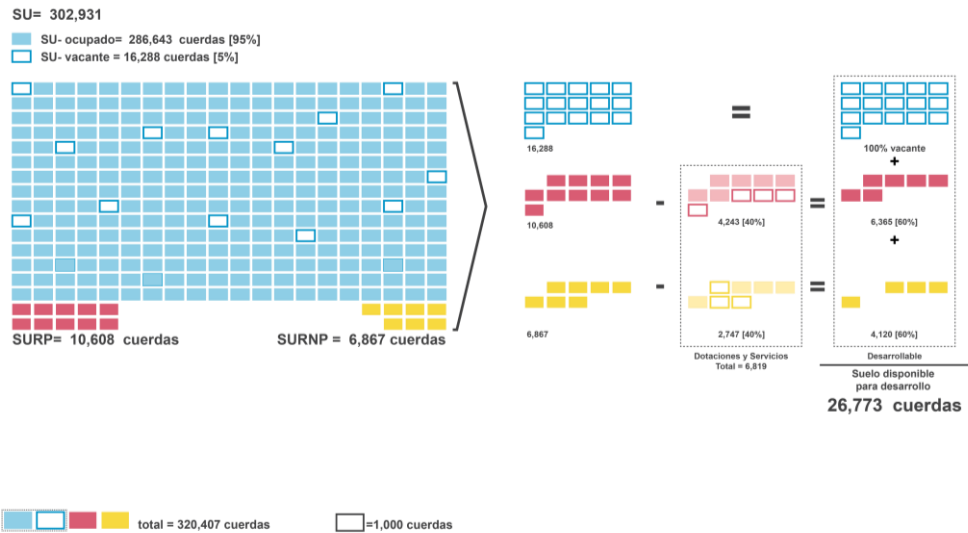 SU= 302,931
SU- ocupado= 286,643 cuerdas [95%]
SU- vacante = 16,288 cuerdas [5%]
SURP= 10,608 cuerdas
SURNP = 6,867 cuerdas
16,288
=
100% vacante
+
10,608
-
4,243 [40%]
=
6,365 [60%]
+
6,867
-
2,747 [40%]
=
4,120 [60%]
Dotaciones y Servicios
Total = 6,819
Desarrollable
Suelo disponible
para desarrollo
26,773 cuerdas
total = 320,407 cuerdas
=1,000 cuerdas